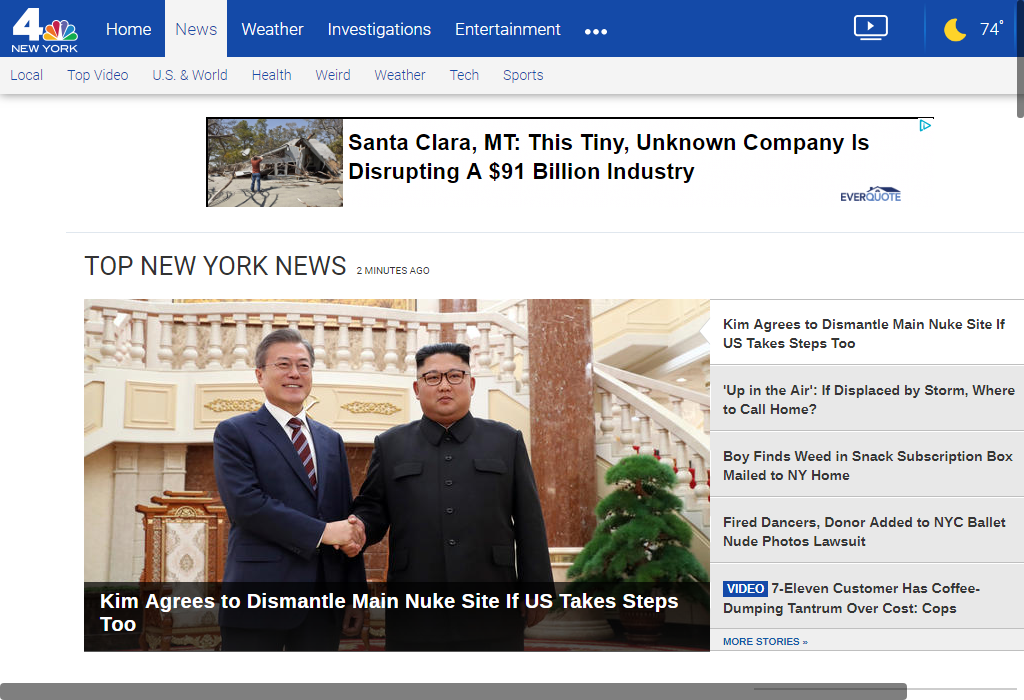 4
NEW YORK
Home News Weather Investigations Entertainment •••
74°
Local Top Video U.S. & World Health Weird Weather Tech Sports
Santa Clara, MT: This Tiny, Unknown Company Is
Disrupting A $91 Billion Industry
EVERQUOTE
TOP NEW YORK NEWS 2 MINUTES AGO
Kim Agrees to Dismantle Main Nuke Site If US Takes Steps
Too
Kim Agrees to Dismantle Main Nuke Site If
US Takes Steps Too
'Up in the Air': If Displaced by Storm, Where
to Call Home?
Boy Finds Weed in Snack Subscription Box
Mailed to NY Home
Fired Dancers, Donor Added to NYC Ballet
Nude Photos Lawsuit
VIDEO 7-Eleven Customer Has Coffee-
Dumping Tantrum Over Cost: Cops
MORE STORIES »